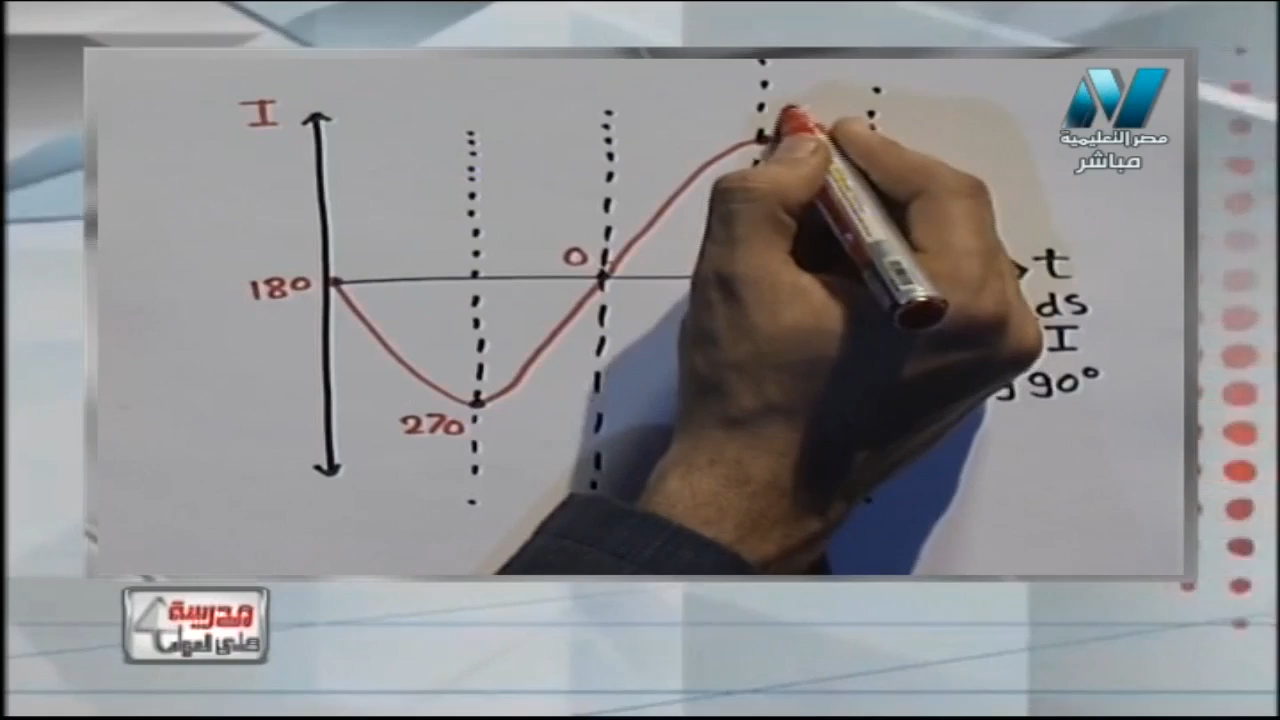 I
مصر التعليمية
مباشر
0
t
180
ds
I
270
90°
مدرسة
على الهواء